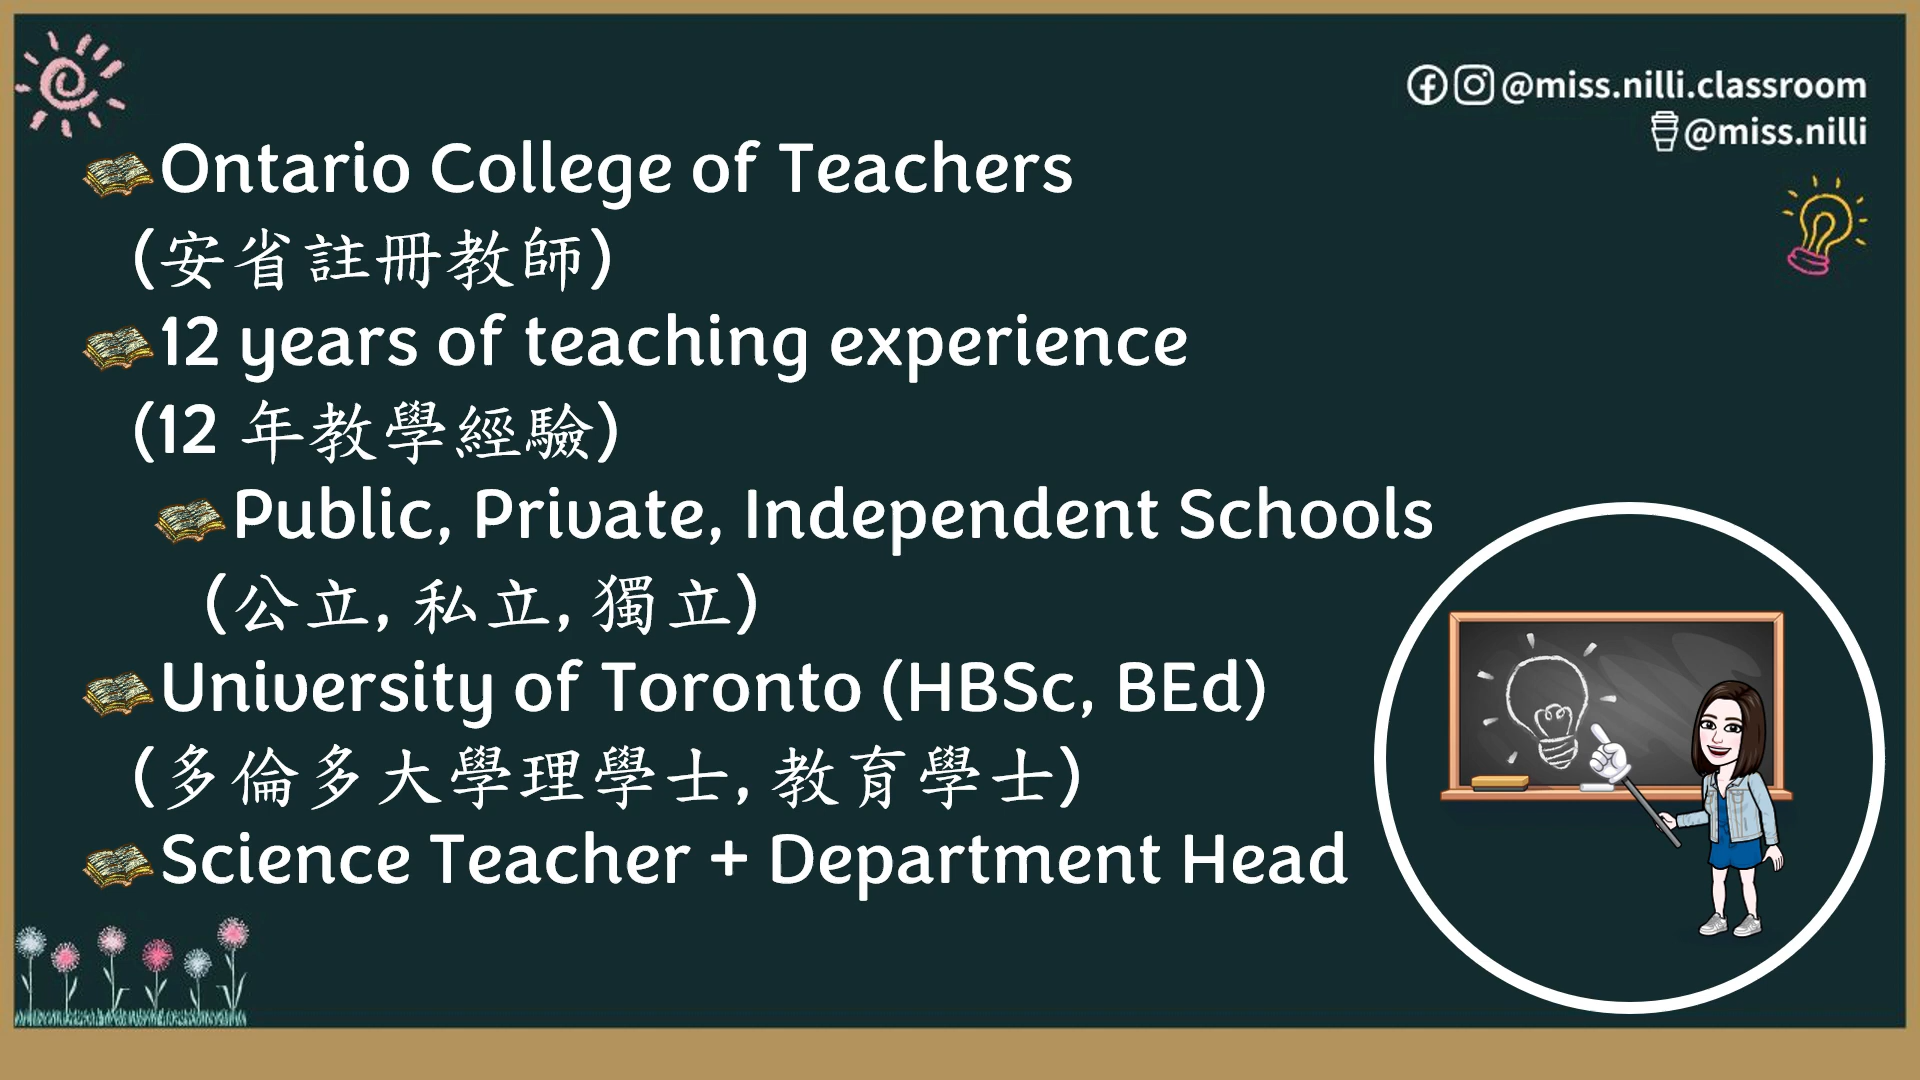 @miss.nilli.classroom
@miss.nilli
Ontario College of Teachers
(安省註冊教師)
12 years of teaching experience
(12 年教學經驗)
Public, Private, Independent Schools
(公立, 私立, 獨立)
University of Toronto (HBSc, BEd)
(多倫多大學理學士, 教育學士)
Science Teacher + Department Head